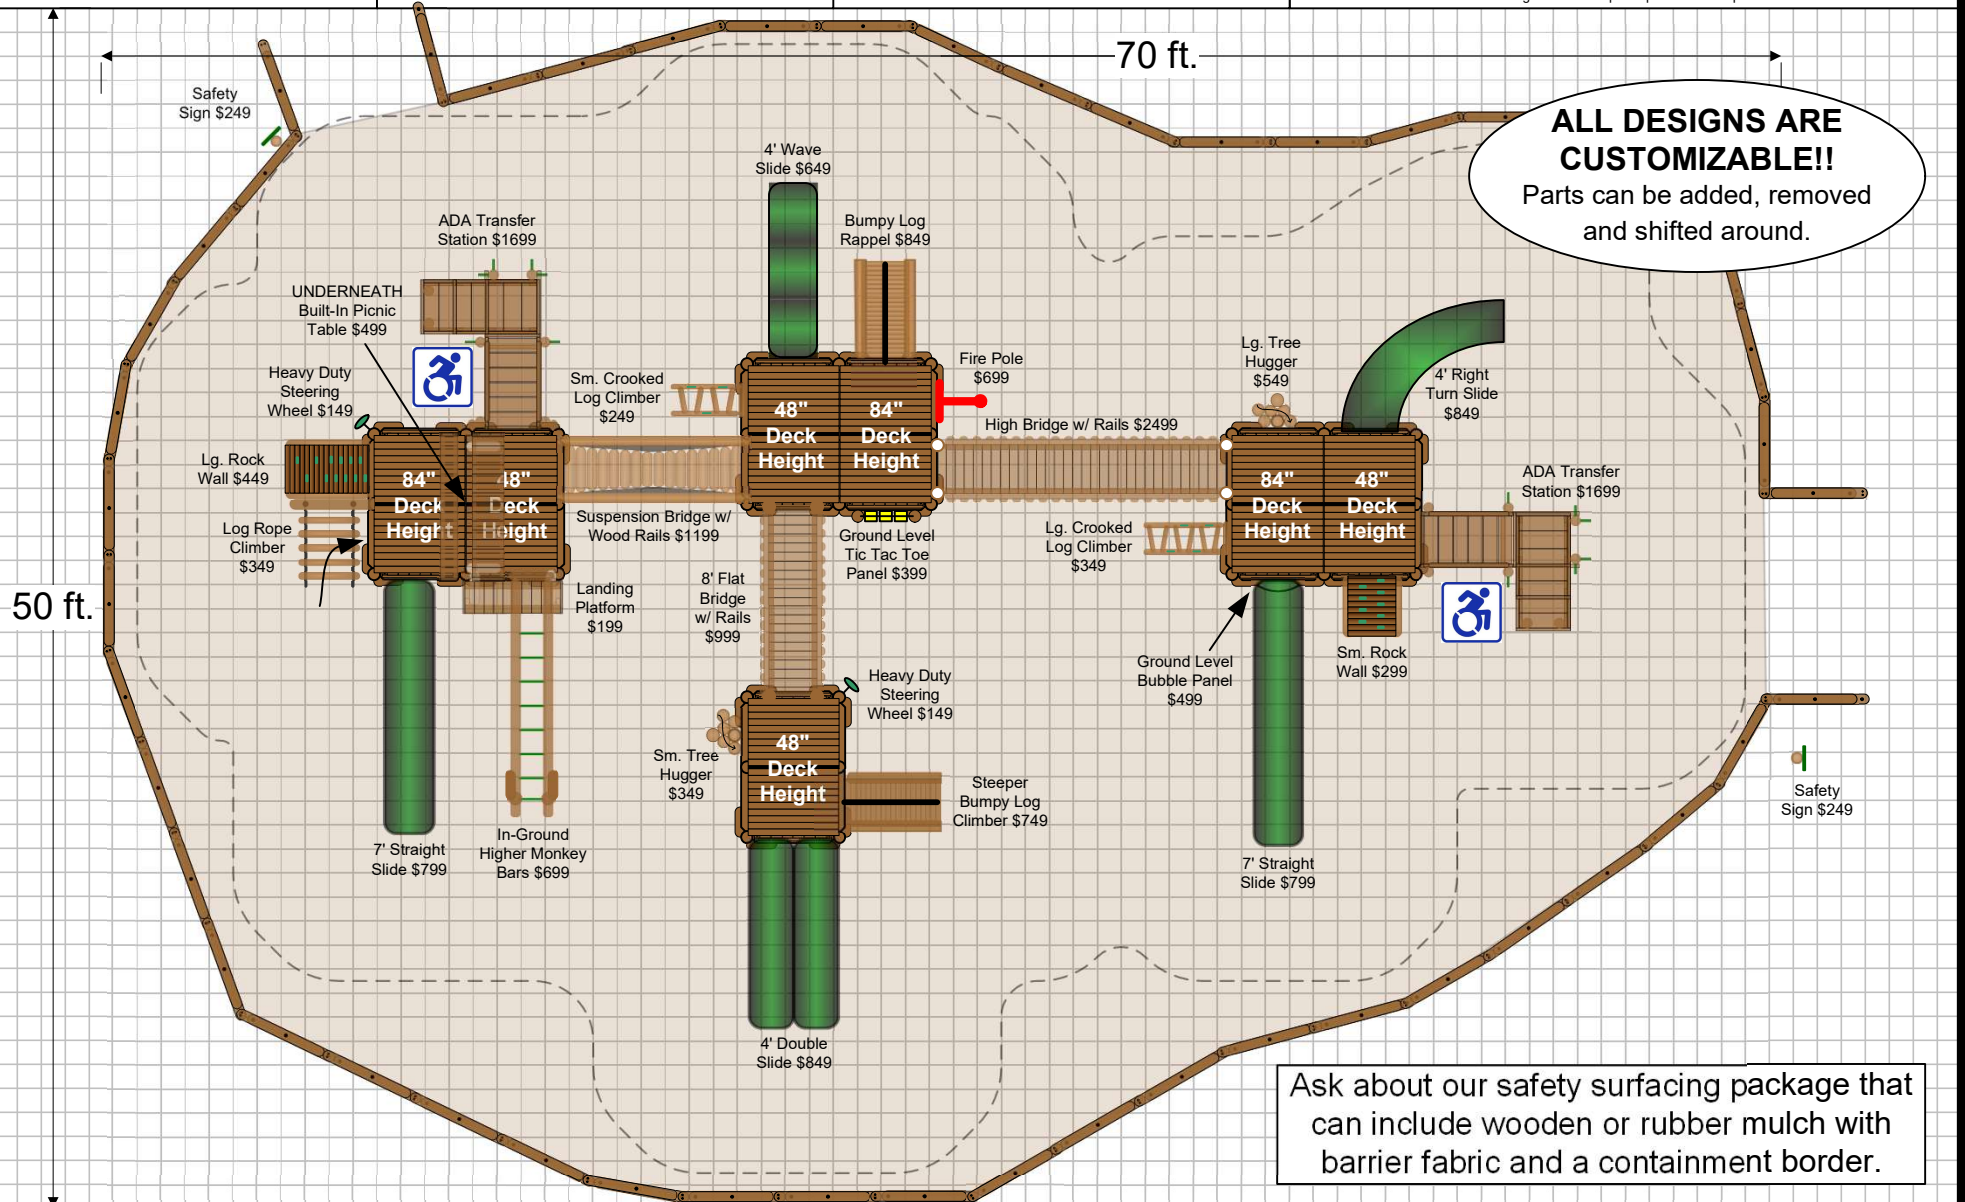 70 ft.
50 ft.
ALL DESIGNS ARE
CUSTOMIZABLE!!
Parts can be added, removed
and shifted around.
Safety
Sign $249
4' Wave
Slide $649
ADA Transfer
Station $1699
Bumpy Log
Rappel $849
UNDERNEATH
Built-In Picnic
Table $499
Heavy Duty
Steering
Wheel $149
Sm. Crooked
Log Climber
$249
Fire Pole
$699
Lg. Tree
Hugger
$549
4' Right
Turn Slide
$849
48"
Deck
Height
84"
Deck
Height
High Bridge w/ Rails $2499
Lg. Rock
Wall $449
84"
Deck
Height
48"
Deck
Height
84"
Deck
Height
48"
Deck
Height
ADA Transfer
Station $1699
Log Rope
Climber
$349
Suspension Bridge w/
Wood Rails $1199
Ground Level
Tic Tac Toe
Panel $399
Lg. Crooked
Log Climber
$349
8' Flat
Bridge
w/ Rails
$999
Landing
Platform
$199
Ground Level
Bubble Panel
$499
Sm. Rock
Wall $299
Heavy Duty
Steering
Wheel $149
Sm. Tree
Hugger
$349
48"
Deck
Height
Steeper
Bumpy Log
Climber $749
Safety
Sign $249
7' Straight
Slide $799
In-Ground
Higher Monkey
Bars $699
7' Straight
Slide $799
4' Double
Slide $849
Ask about our safety surfacing package that
can include wooden or rubber mulch with
barrier fabric and a containment border.